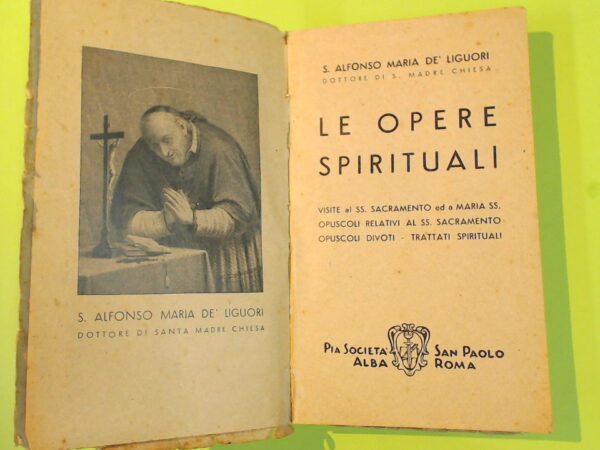 S. ALFONSO MARIA DE' LIGUORI
DOTTORE DI SANTA MADRE CHIESA
S. ALFONSO MARIA DE' LIGUORI
DOTTORE DI S. MADRE CHIESA
LE OPERE
SPIRITUALI
VISITE al SS. SACRAMENTO ed a MARIA SS.
OPUSCOLI RELATIVI AL SS. SACRAMENTO
OPUSCOLI DIVOTI - TRATTATI SPIRITUALI
PIA SOCIETÀ SAN PAOLO
ALBA ROMA